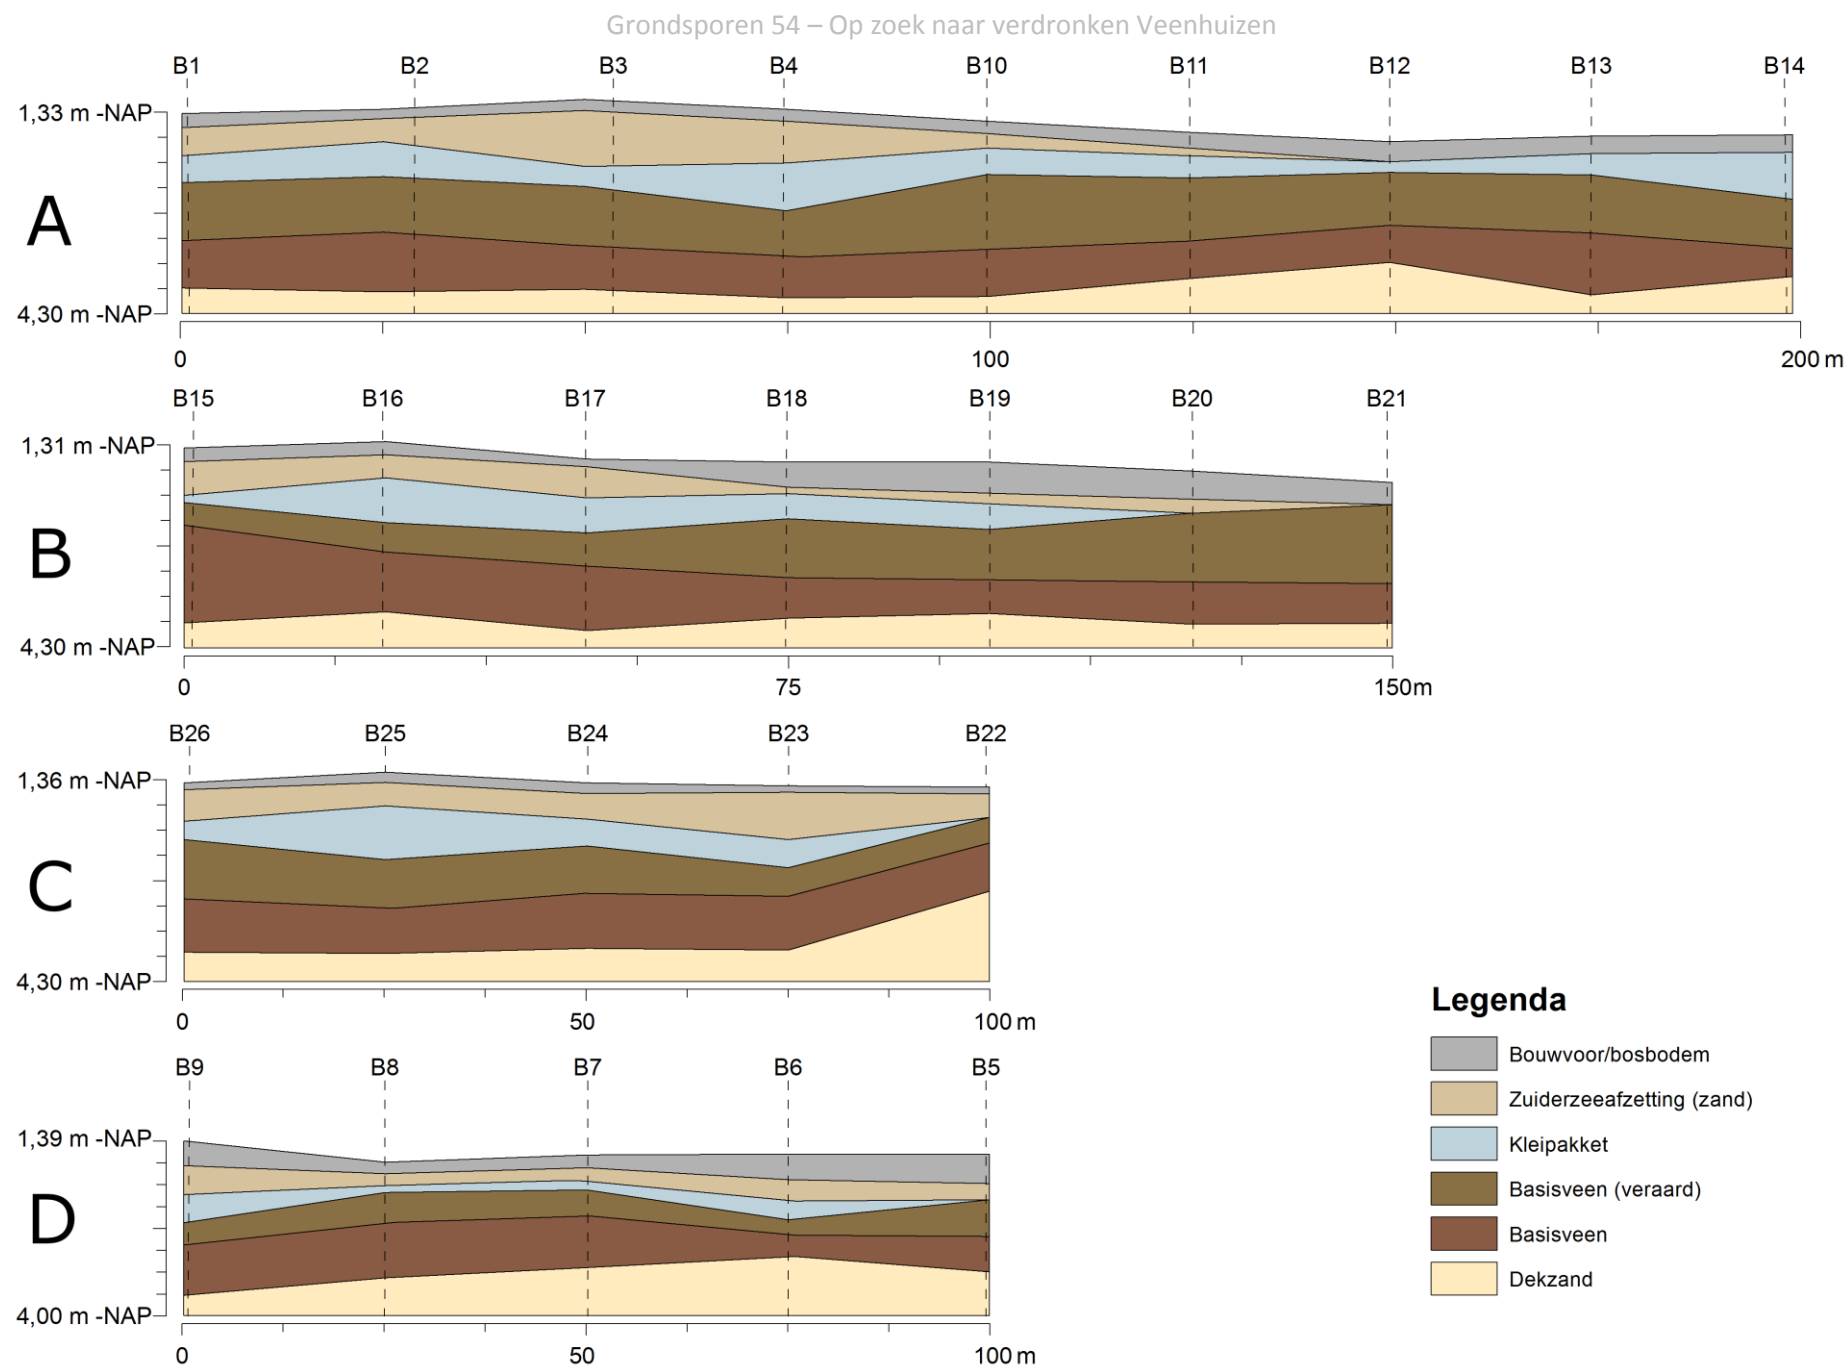 Grondsporen 54 – Op zoek naar verdronken Veenhuizen
B1 B2 B3 B4 B10 B11 B12 B13 B14
1,33 m -NAP
A
4,30 m -NAP
0 100 200 m
B15 B16 B17 B18 B19 B20 B21
1,31 m -NAP
B
4,30 m -NAP
0 75 150m
B26 B25 B24 B23 B22
1,36 m -NAP
C
4,30 m -NAP
0 50 100 m
B9 B8 B7 B6 B5
1,39 m -NAP
D
4,00 m -NAP
0 50 100 m
Legenda
Bouwvoor/bosbodem
Zuiderzeeafzetting (zand)
Kleipakket
Basisveen (veraard)
Basisveen
Dekzand